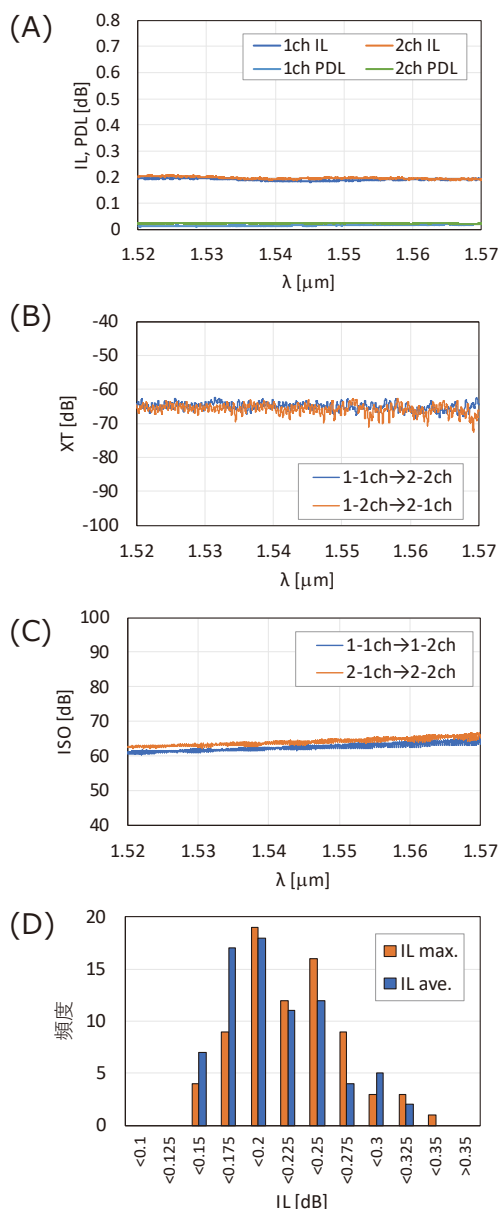 (A)
0.8
0.7
0.6
0.5
0.4
0.3
0.2
0.1
0
IL, PDL [dB]
1ch IL
2ch IL
1ch PDL
2ch PDL
1.52 1.53 1.54 1.55 1.56 1.57
λ [μm]
(B)
-40
-50
-60
-70
-80
-90
-100
XT [dB]
1-1ch→2-2ch
1-2ch→2-1ch
1.52 1.53 1.54 1.55 1.56 1.57
λ [μm]
(C)
100
90
80
70
60
50
40
ISO [dB]
1-1ch→1-2ch
2-1ch→2-2ch
1.52 1.53 1.54 1.55 1.56 1.57
λ [μm]
(D)
20
15
10
5
0
頻度
IL max.
IL ave.
<0.1
<0.125
<0.15
<0.175
<0.2
<0.225
<0.25
<0.275
<0.3
<0.325
<0.35
>0.35
IL [dB]